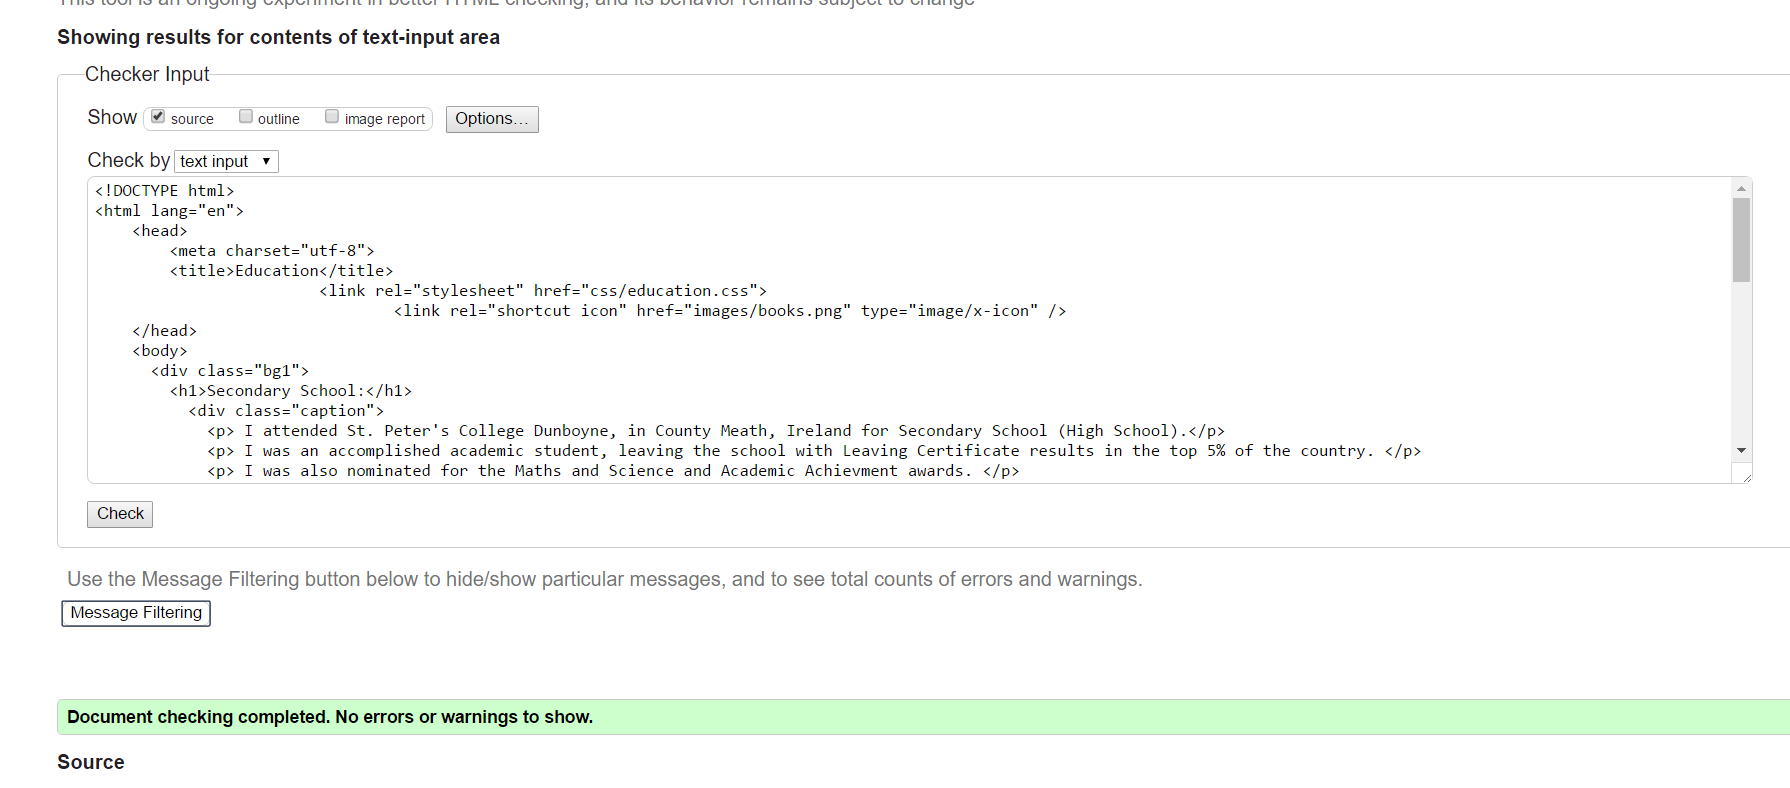 This tool is an ongoing experiment in better HTML checking, and its behavior remains subject to change
Showing results for contents of text-input area
Checker Input
Show source outline image report Options...
Check by text input
<!DOCTYPE html>
<html lang="en">
<head>
<meta charset="utf-8">
<title>Education</title>
<link rel="stylesheet" href="css/education.css">
<link rel="shortcut icon" href="images/books.png" type="image/x-icon" />
</head>
<body>
<div class="bg1">
<h1>Secondary School:</h1>
<div class="caption">
<p> I attended St. Peter's College Dunboyne, in County Meath, Ireland for Secondary School (High School).</p>
<p> I was an accomplished academic student, leaving the school with Leaving Certificate results in the top 5% of the country. </p>
<p> I was also nominated for the Maths and Science and Academic Achievment awards. </p>
Check
Use the Message Filtering button below to hide/show particular messages, and to see total counts of errors and warnings.
Message Filtering
Document checking completed. No errors or warnings to show.
Source